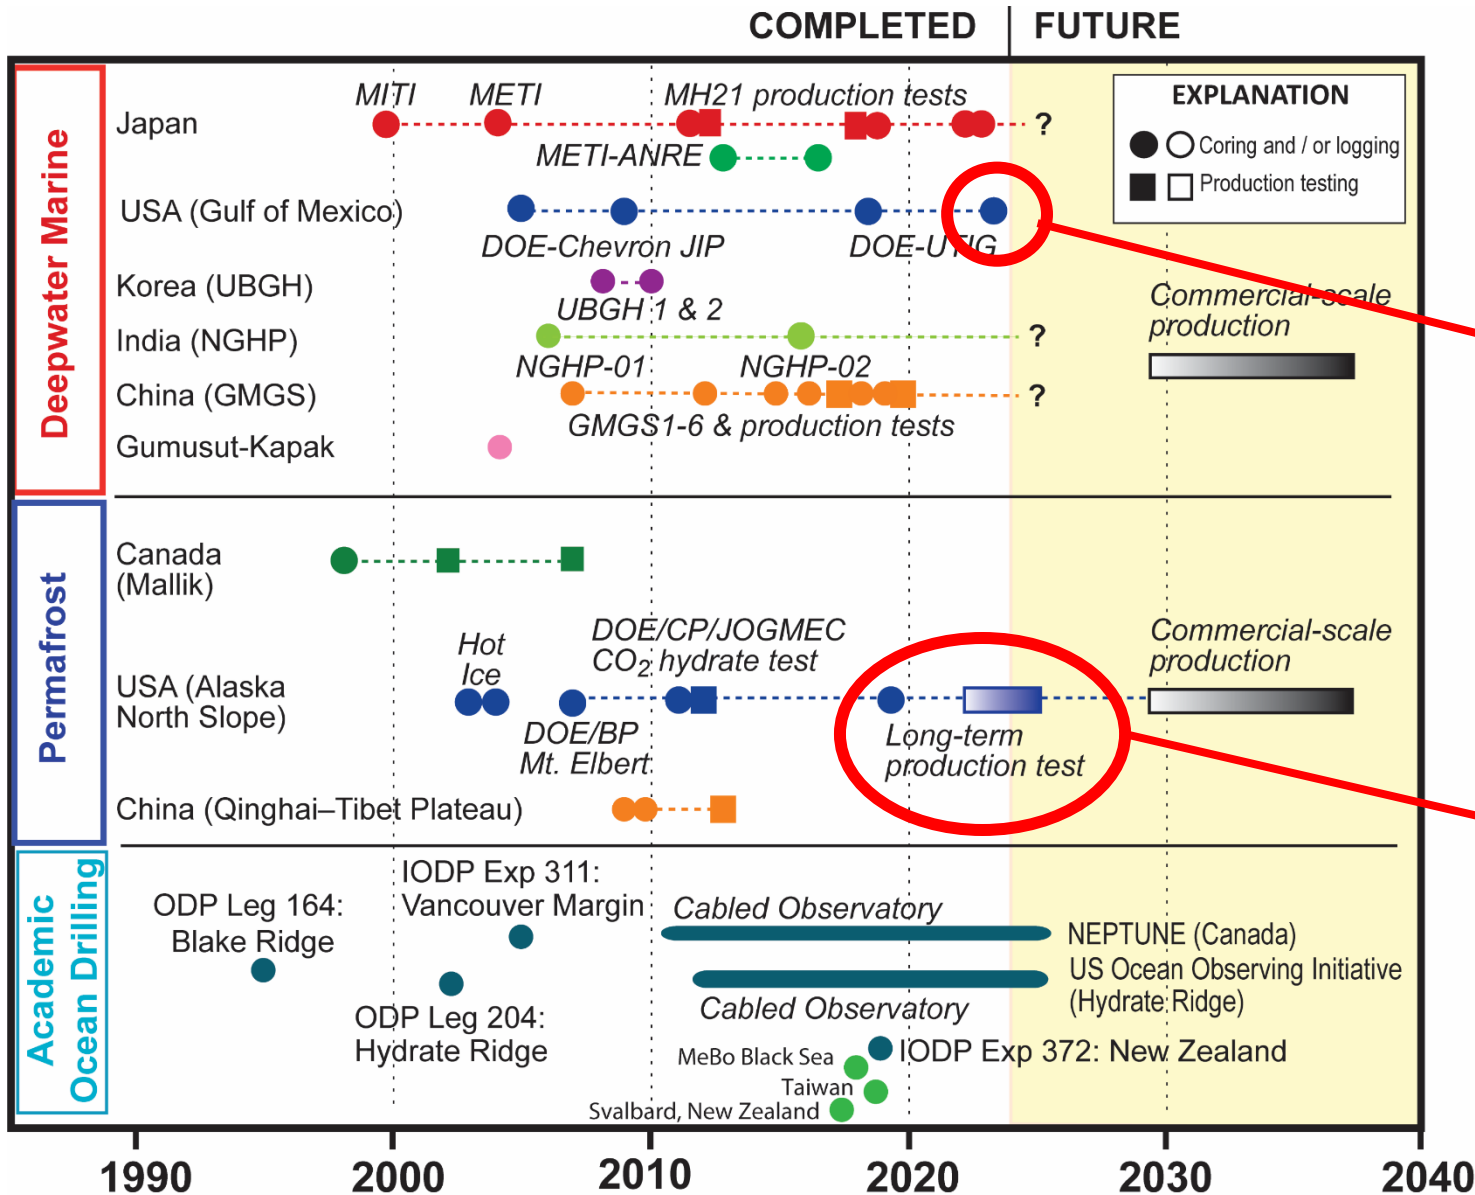 COMPLETED
FUTURE
Deepwater Marine
EXPLANATION
Coring and / or logging
Production testing
MITI
METI
MH21 production tests
Japan
?
METI-ANRE
USA (Gulf of Mexico)
DOE-Chevron JIP
DOE-UTIG
Korea (UBGH)
UBGH 1 & 2
Commercial-scale
production
India (NGHP)
?
NGHP-01
NGHP-02
China (GMGS)
?
GMGS1-6 & production tests
Gumusut-Kapak
Permafrost
Canada
(Mallik)
Hot
Ice
DOE/CP/JOGMEC
CO2 hydrate test
Commercial-scale
production
USA (Alaska
North Slope)
DOE/BP
Mt. Elbert
Long-term
production test
China (Qinghai–Tibet Plateau)
Academic
Ocean Drilling
IODP Exp 311:
Vancouver Margin
ODP Leg 164:
Blake Ridge
Cabled Observatory
NEPTUNE (Canada)
US Ocean Observing Initiative
(Hydrate Ridge)
Cabled Observatory
ODP Leg 204:
Hydrate Ridge
IODP Exp 372: New Zealand
MeBo Black Sea
Taiwan
Svalbard, New Zealand
1990
2000
2010
2020
2030
2040